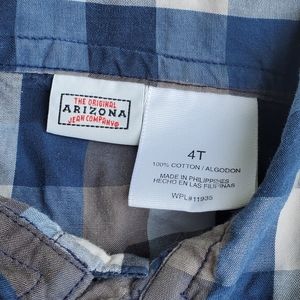 THE ORIGINAL
ARIZONA
JEAN COMPANY®
4T
100% COTTON / ALGODON
MADE IN PHILIPPINES
HECHO EN LAS FILIPINAS
WPL#11935